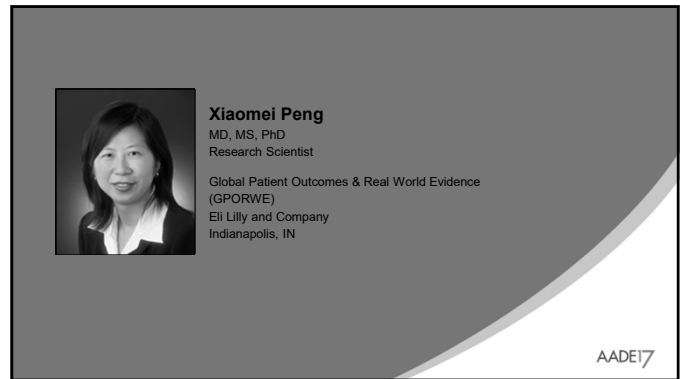 Xiaomei Peng
MD, MS, PhD
Research Scientist
Global Patient Outcomes & Real World Evidence
(GPORWE)
Eli Lilly and Company
Indianapolis, IN
AADE17